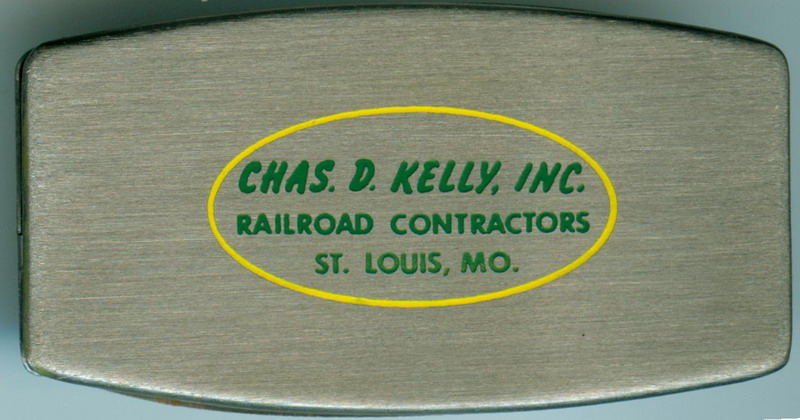 CHAS. D. KELLY, INC.
RAILROAD CONTRACTORS
ST. LOUIS, MO.